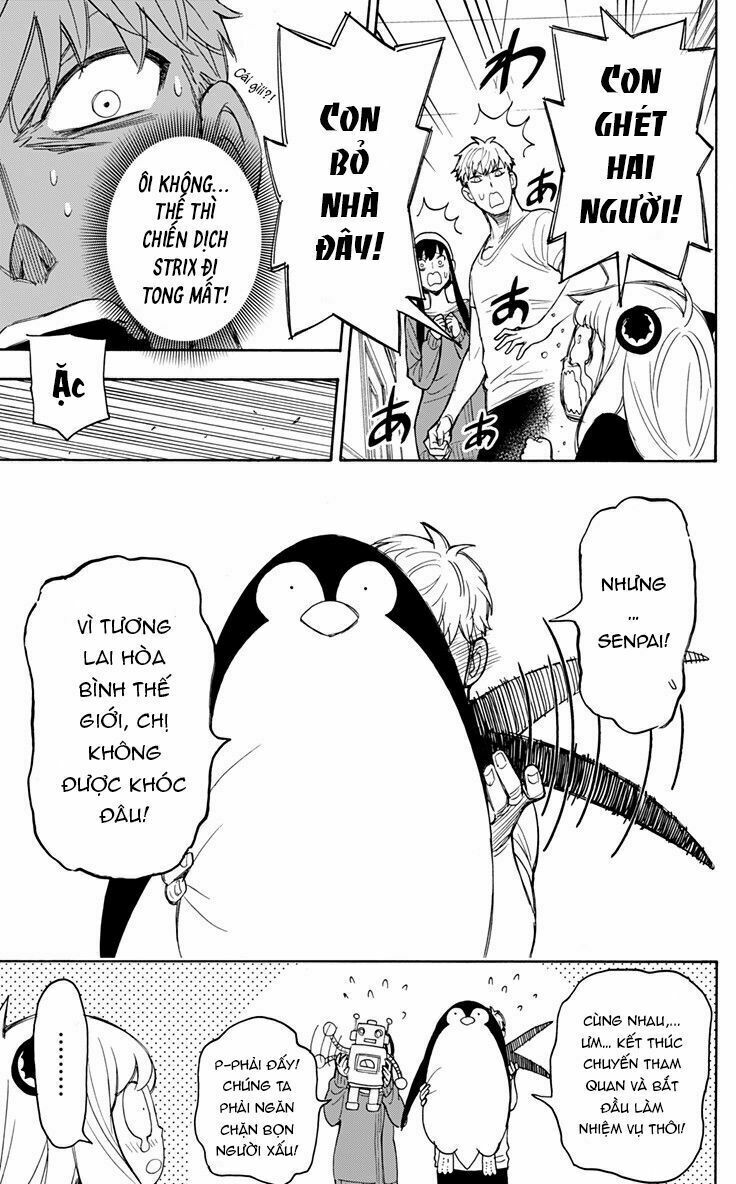 CON
GHÉT
HAI
NGƯỜI!
わ
あ
あ
あ
あ
CON
BỎ
NHÀ
ĐÂY!
Cái gìi?!
ÔI KHÔNG...
THẾ THÌ
CHIẾN DỊCH
STRIX ĐI
TONG MẤT!
ẶC
NHƯNG
...
SENPAI!
VÌ TƯƠNG
LAI HÒA
BÌNH THẾ
GIỚI, CHỊ
KHÔNG
ĐƯỢC KHÓC
ĐÂU!
CÙNG NHAU,...
ƯM... KẾT THÚC
CHUYẾN THAM
QUAN VÀ BẮT
ĐẦU LÀM
NHIỆM VỤ THÔI!
P-PHẢI ĐẤY!
CHÚNG TA
PHẢI NGĂN
CHẶN BỌN
NGƯỜI XẤU!
........